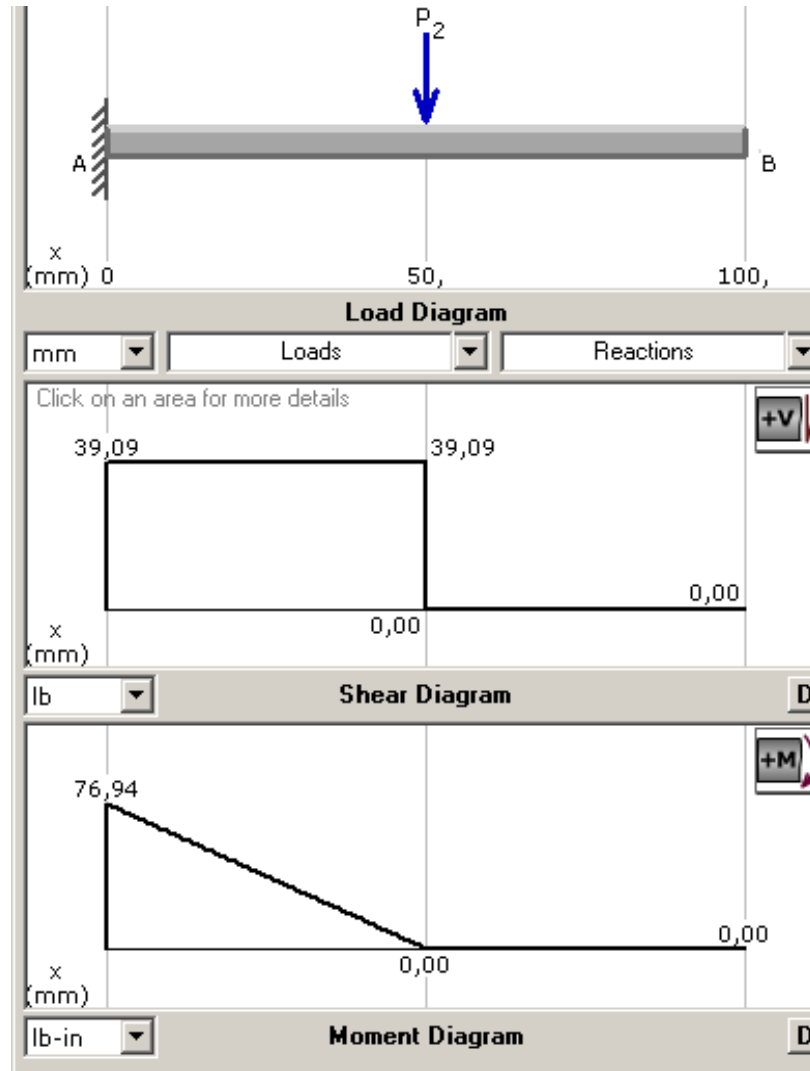 P2
A
B
x
(mm) 0 50, 100,
Load Diagram
mm Loads Reactions
Click on an area for more details
+V
39,09 39,09
0,00
0,00
x
(mm)
lb Shear Diagram D
+M
76,94
0,00
0,00
x
(mm)
lb-in Moment Diagram D